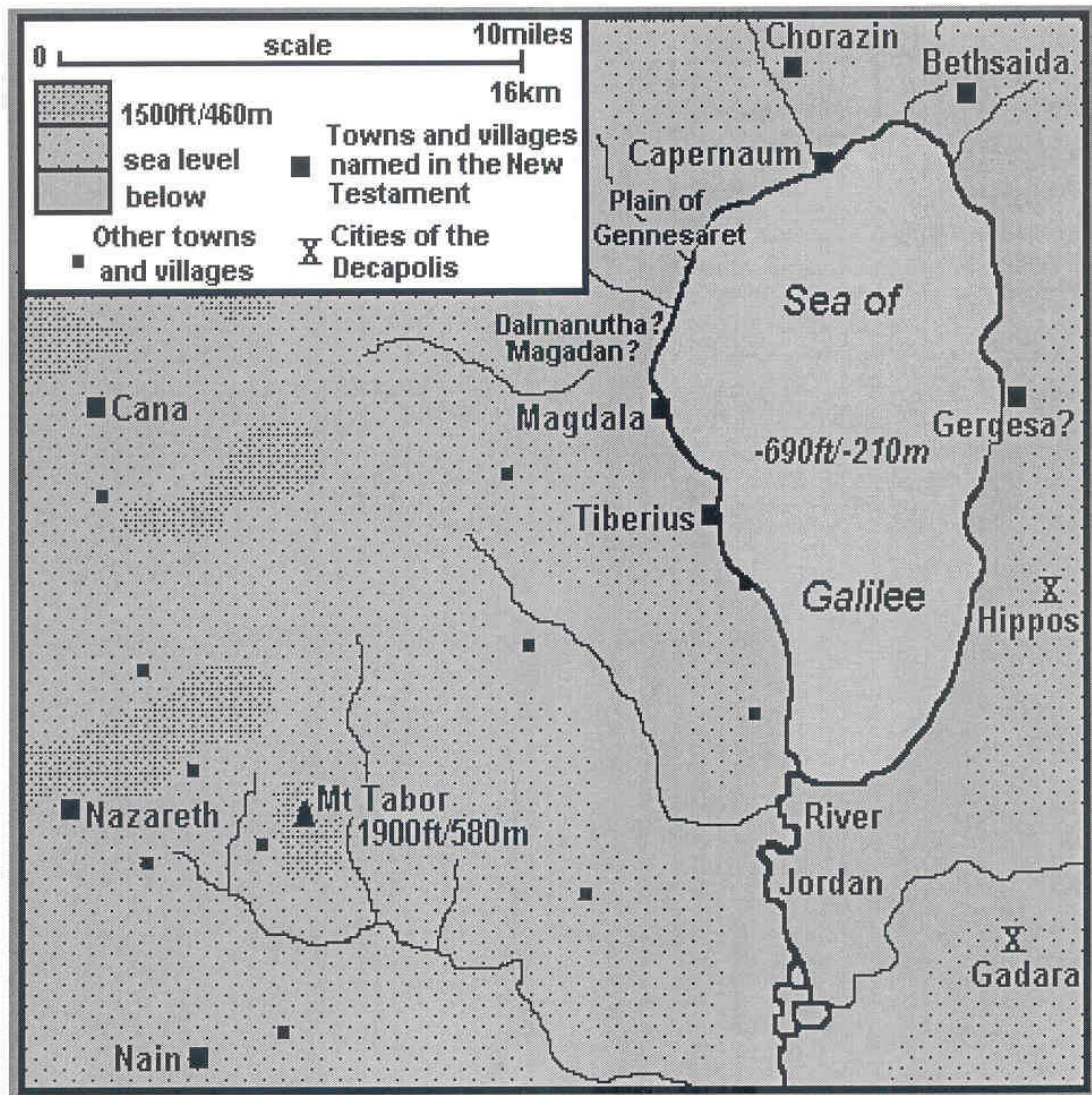 0 scale 10miles
16km
1500ft/460m
sea level
below
Towns and villages
named in the New
Testament
Other towns
and villages
Cities of the
Decapolis
Chorazin
Bethsaida
Capernaum
Plain of
Gennesaret
Sea of
Dalmanutha?
Magadan?
Cana
Magdala
Gergesa?
-690ft/-210m
Tiberius
Galilee
Hippos
Mt Tabor
1900ft/580m
Nazareth
River
Jordan
Gadara
Nain